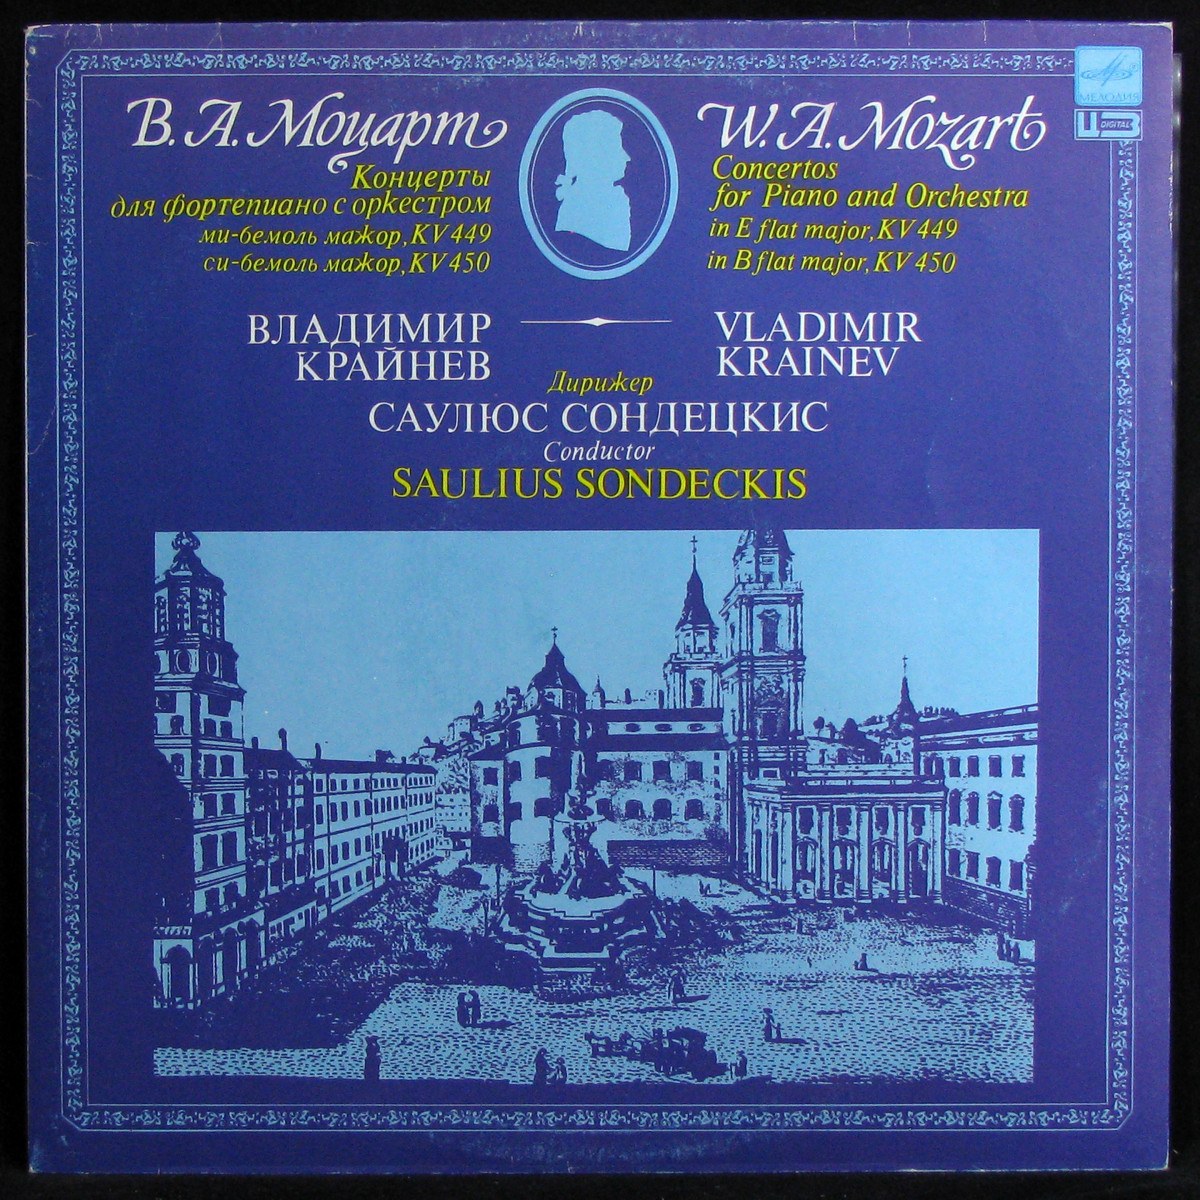 В. А. Моцарт
Концерты
для фортепиано с оркестром
ми-бемоль мажор, KV 449
си-бемоль мажор, KV 450
W. A. Mozart
Concertos
for Piano and Orchestra
in E flat major, KV 449
in B flat major, KV 450
МЕЛОДИЯ
ЦЗ
DIGITAL
ВЛАДИМИР
КРАЙНЕВ
VLADIMIR
KRAINEV
Дирижер
САУЛЮС СОНДЕЦКИС
Conductor
SAULIUS SONDECKIS